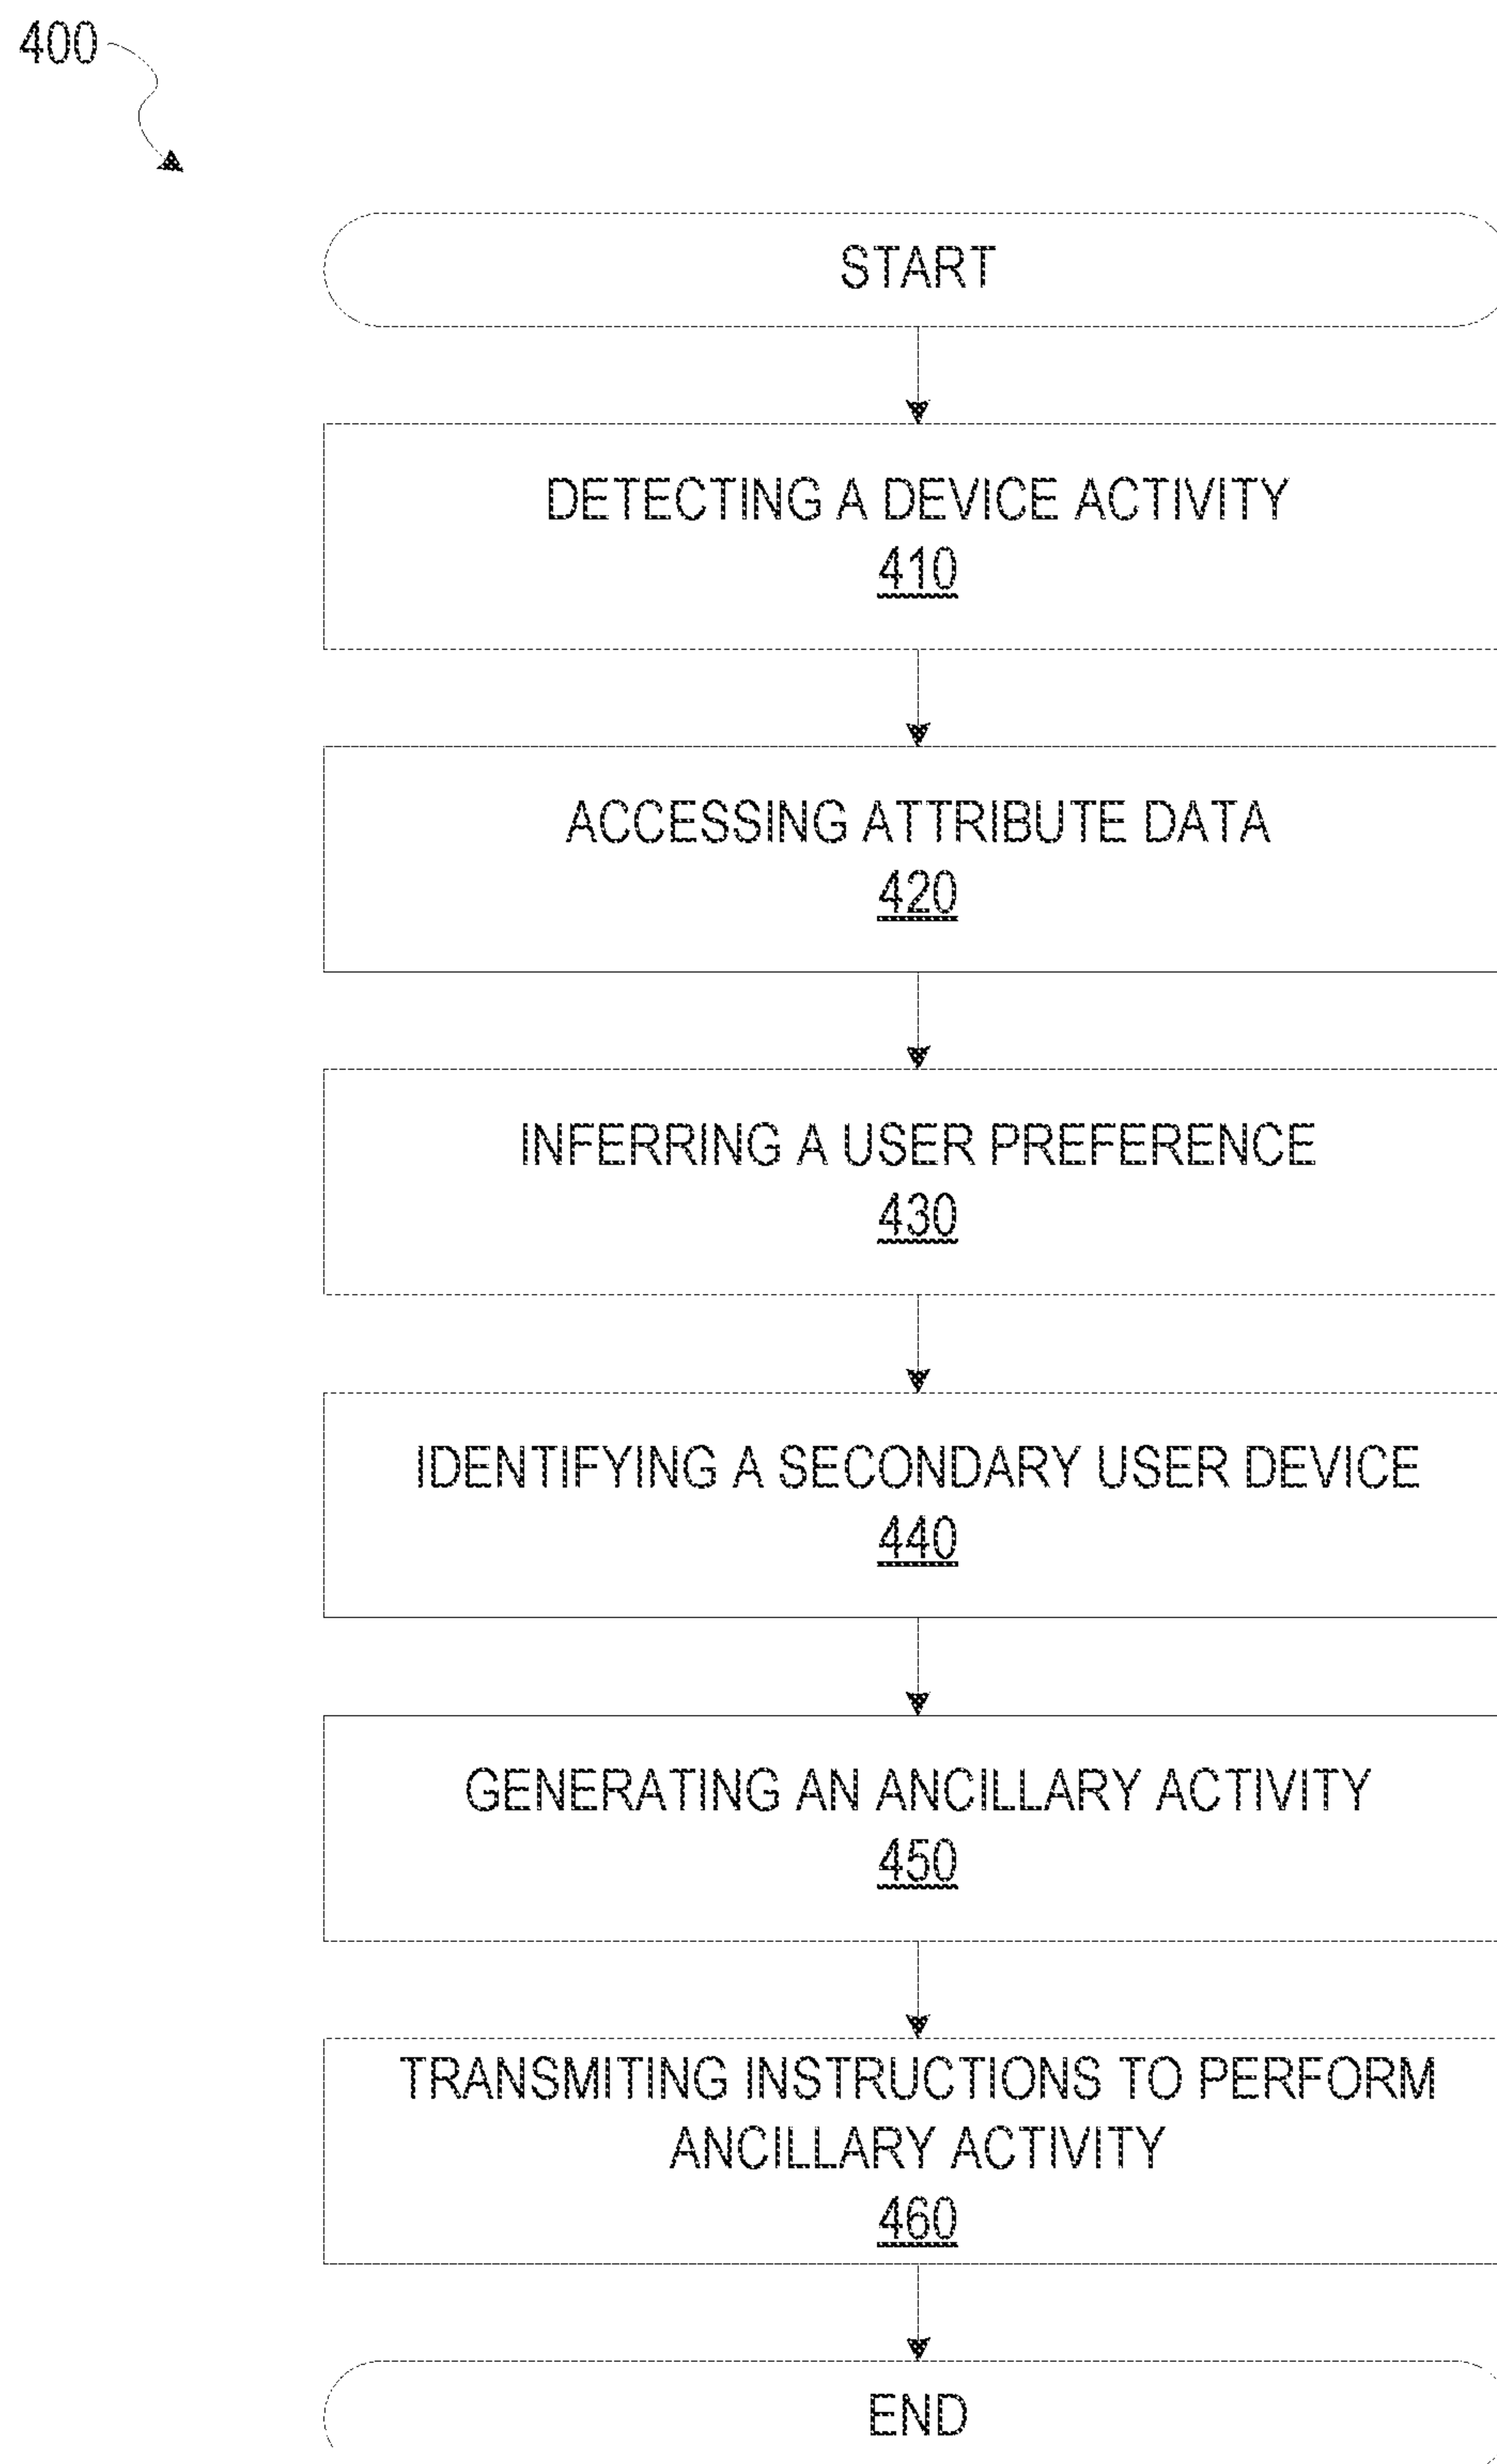 400
START
DETECTING A DEVICE ACTIVITY
410
ACCESSING ATTRIBUTE DATA
420
INFERRING A USER PREFERENCE
430
IDENTIFYING A SECONDARY USER DEVICE
440
GENERATING AN ANCILLARY ACTIVITY
450
TRANSMITING INSTRUCTIONS TO PERFORM
ANCILLARY ACTIVITY
460
END